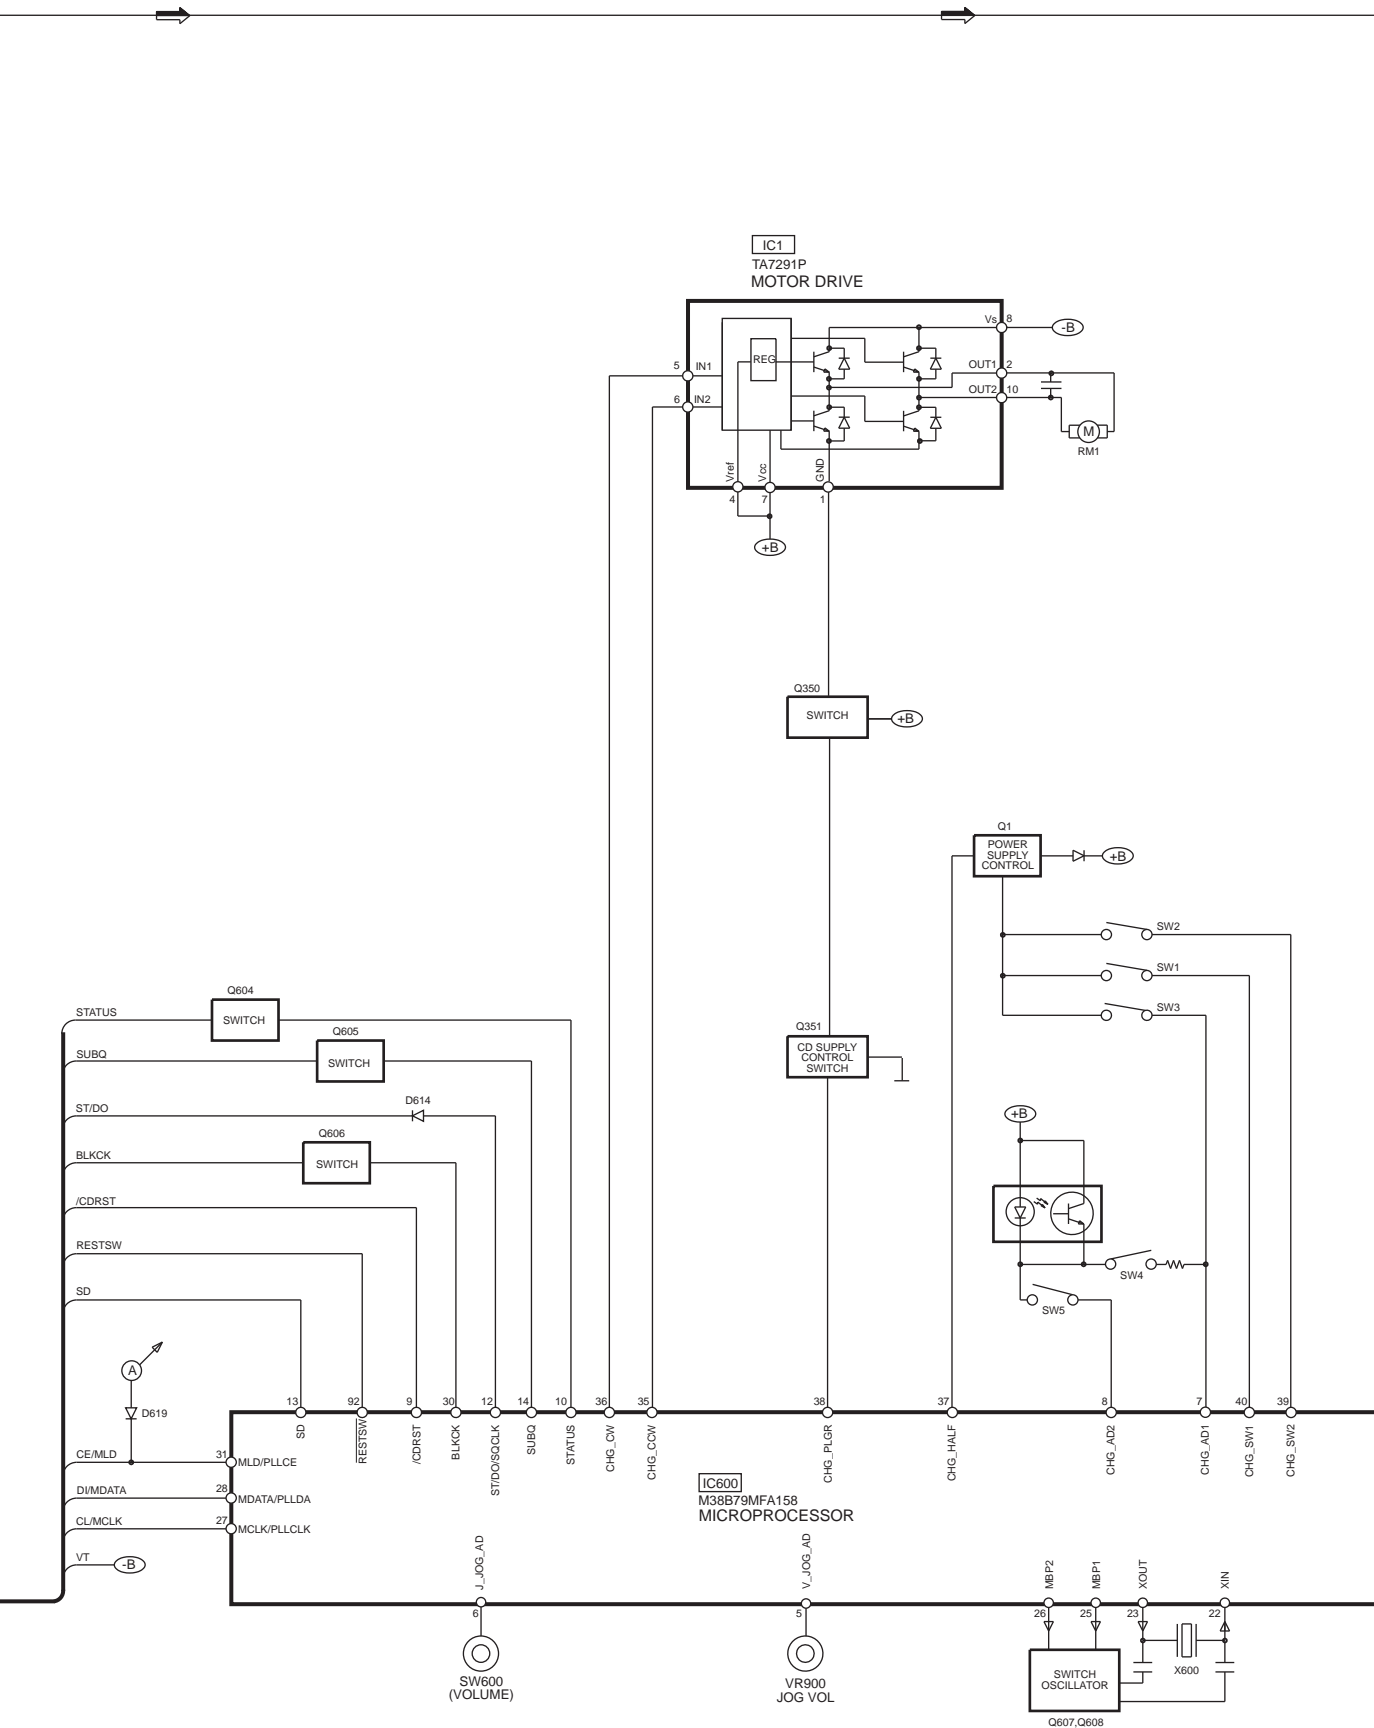 IC1
TA7291P
MOTOR DRIVE
Vs 8
-B
REG
5 IN1
OUT1 2
6 IN2
OUT2 10
M
RM1
Vref
Vcc
GND
4
7
1
+B
Q350
SWITCH
+B
Q1
POWER
SUPPLY
CONTROL
+B
SW2
SW1
SW3
Q604
STATUS
SWITCH
Q605
SUBQ
SWITCH
Q351
CD SUPPLY
CONTROL
SWITCH
D614
ST/DO
+B
Q606
BLKCK
SWITCH
/CDRST
RESTSW
SW4
SD
SW5
A
D619
13
92
9
30
12
14
10
36
35
38
37
8
7
40
39
SD
RESTSW
/CDRST
BLKCK
ST/DO/SQCLK
SUBQ
STATUS
CHG_CW
CHG_CCW
CHG_PLGR
CHG_HALF
CHG_AD2
CHG_AD1
CHG_SW1
CHG_SW2
CE/MLD
31
MLD/PLLCE
DI/MDATA
28
MDATA/PLLDA
CL/MCLK
27
MCLK/PLLCLK
VT
-B
IC600
M38B79MFA158
MICROPROCESSOR
J_JOG_AD
V_JOG_AD
MBP2
MBP1
XOUT
XIN
6
5
26
25
23
22
SW600
(VOLUME)
VR900
JOG VOL
SWITCH
OSCILLATOR
X600
Q607,Q608